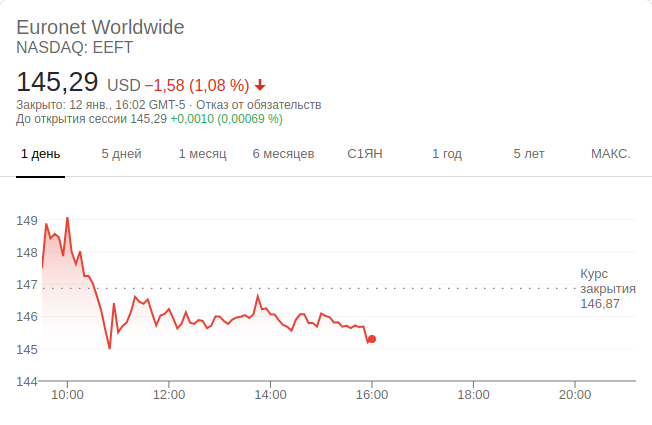 Euronet Worldwide
NASDAQ: EEFT
145,29 USD −1,58 (1,08 %)
Закрыто: 12 янв., 16:02 GMT-5 · Отказ от обязательств
До открытия сессии 145,29 +0,0010 (0,00069 %)
1 день 5 дней 1 месяц 6 месяцев С1ЯН 1 год 5 лет МАКС.
149
148
147
146
145
144
Курс
закрытия
146,87
10:00 12:00 14:00 16:00 18:00 20:00